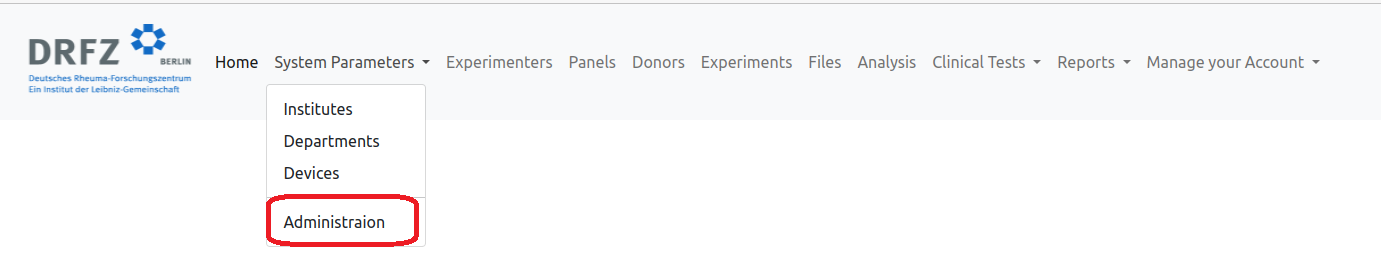 DRFZ BERLIN
Deutsches Rheuma-Forschungszentrum
Ein Institut der Leibniz-Gemeinschaft
Home System Parameters Experimenters Panels Donors Experiments Files Analysis Clinical Tests Reports Manage your Account
Institutes
Departments
Devices
Administraion